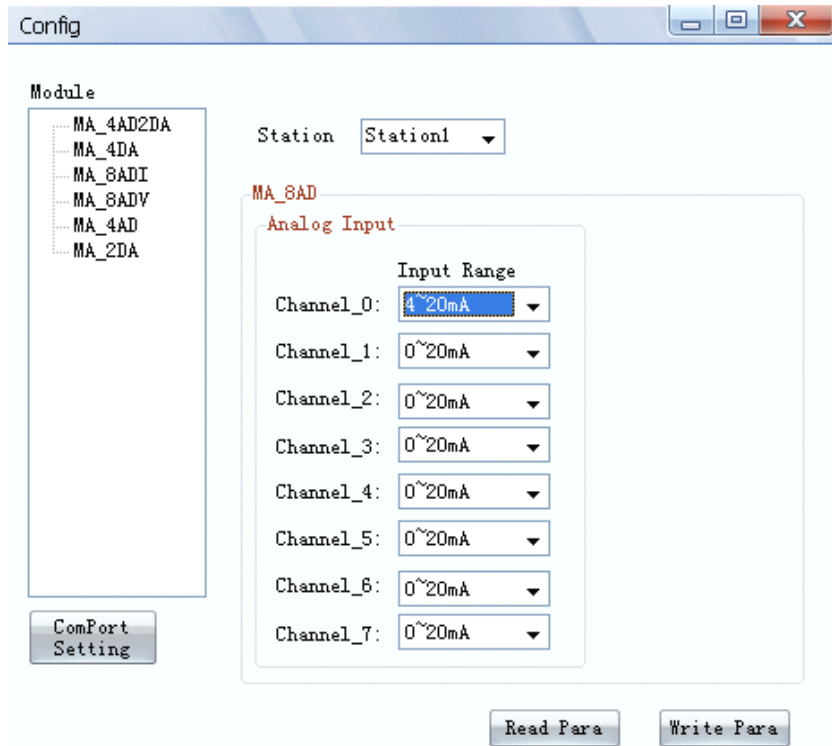 Config
Module
MA_4AD2DA
MA_4DA
MA_8ADI
MA_8ADV
MA_4AD
MA_2DA
ComPort
Setting
Station Station1
MA_8AD
Analog Input
Input Range
Channel_0: 4~20mA
Channel_1: 0~20mA
Channel_2: 0~20mA
Channel_3: 0~20mA
Channel_4: 0~20mA
Channel_5: 0~20mA
Channel_6: 0~20mA
Channel_7: 0~20mA
Read Para Write Para